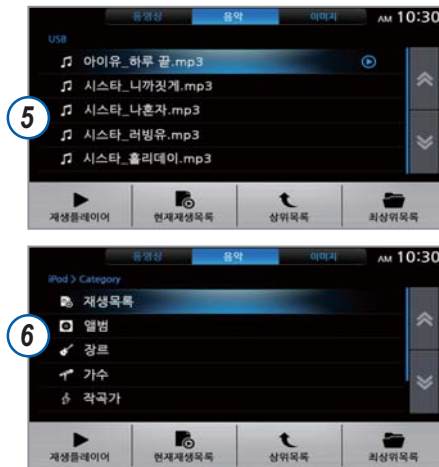 동영상 음악 이미지 AM 10:30
USB
아이유_하루 끝.mp3
시스타_니까짓게.mp3
시스타_나혼자.mp3
시스타_러빙유.mp3
시스타_홀리데이.mp3
5
재생플레이어 현재재생목록 상위목록 최상위목록
동영상 음악 이미지 AM 10:30
iPod > Category
재생목록
앨범
장르
가수
작곡가
6
재생플레이어 현재재생목록 상위목록 최상위목록